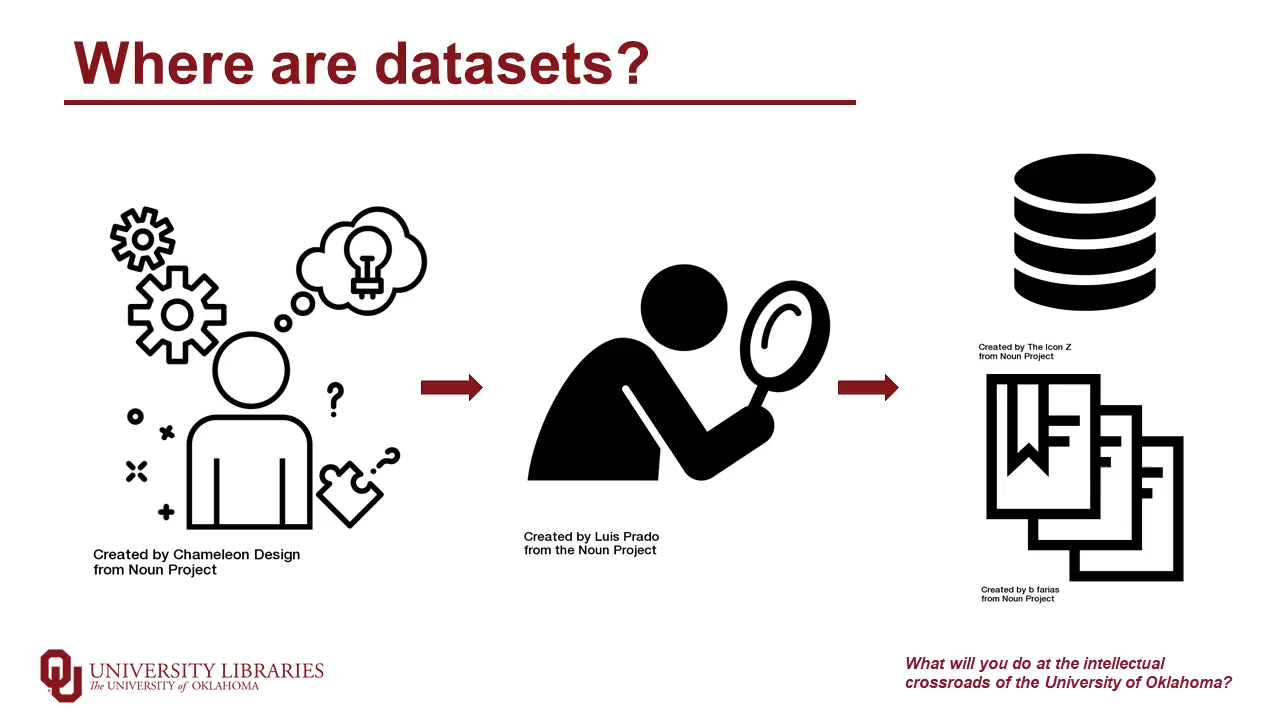 Where are datasets?
?
?
Created by Chameleon Design
from Noun Project
Created by Luis Prado
from the Noun Project
Created by The Icon Z
from Noun Project
Created by b farias
from Noun Project
OU
UNIVERSITY LIBRARIES
The UNIVERSITY of OKLAHOMA
What will you do at the intellectual
crossroads of the University of Oklahoma?